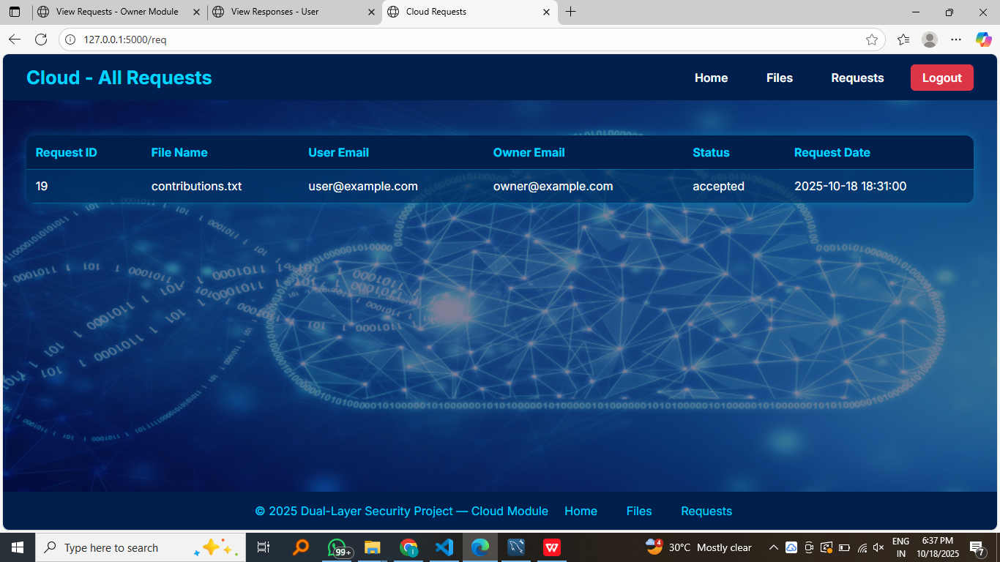 View Requests - Owner Module
View Responses - User
Cloud Requests
127.0.0.1:5000/req
Cloud - All Requests
Home
Files
Requests
Logout
Request ID File Name User Email Owner Email Status Request Date
19 contributions.txt user@example.com owner@example.com accepted 2025-10-18 18:31:00
© 2025 Dual-Layer Security Project — Cloud Module Home Files Requests
Type here to search
99+
4
30°C Mostly clear
ENG
IN
6:37 PM
10/18/2025
7